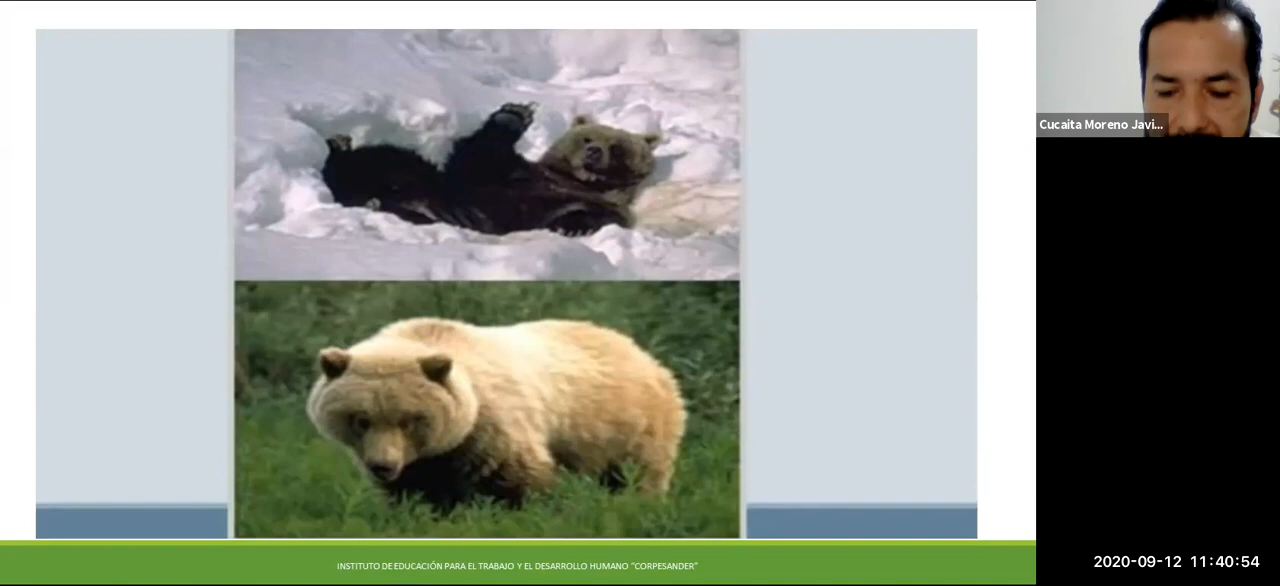 Cucaita Moreno Javi...
INSTITUTO DE EDUCACIÓN PARA EL TRABAJO Y EL DESARROLLO HUMANO “CORPESANDER”
2020-09-12 11:40:54